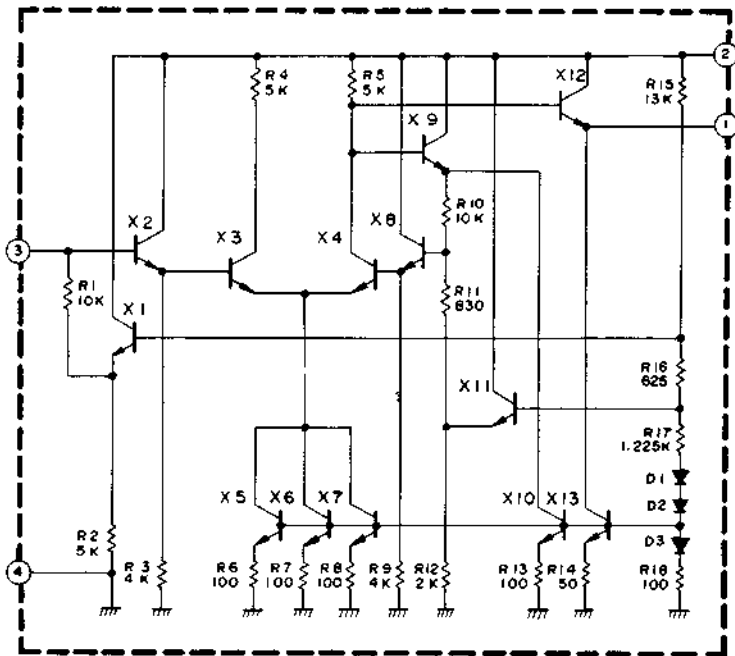 R4
5K
R5
5K
X12
2
R15
13K
1
X9
R10
10K
X2
X3
X4
X8
3
R1
10K
R11
830
X1
R16
825
X11
R17
1.225K
D1
X5
X6
X7
X10
X13
D2
R2
5K
D3
4
R3
4K
R6
100
R7
100
R8
100
R9
4K
R12
2K
R13
100
R14
50
R18
100